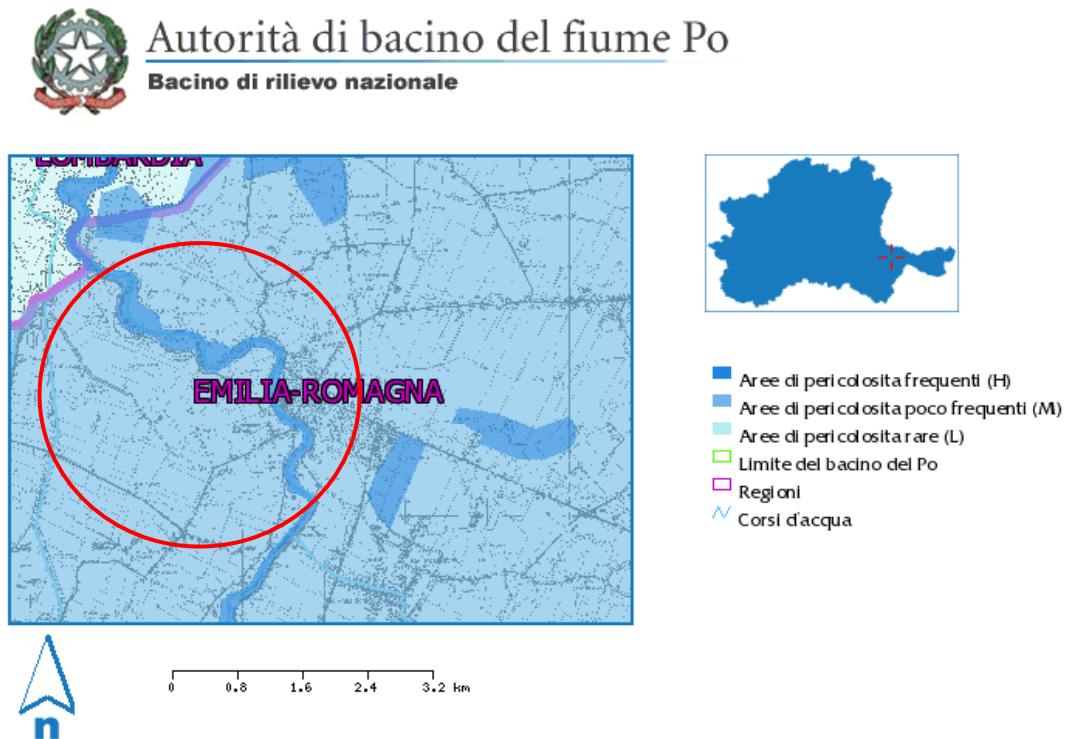 Autorità di bacino del fiume Po
Bacino di rilievo nazionale
LOMBARDIA
EMILIA-ROMAGNA
Aree di pericolosita frequenti (H)
Aree di pericolosita poco frequenti (M)
Aree di pericolosita rare (L)
Limite del bacino del Po
Regioni
Corsi d'acqua
0 0.8 1.6 2.4 3.2 km
n